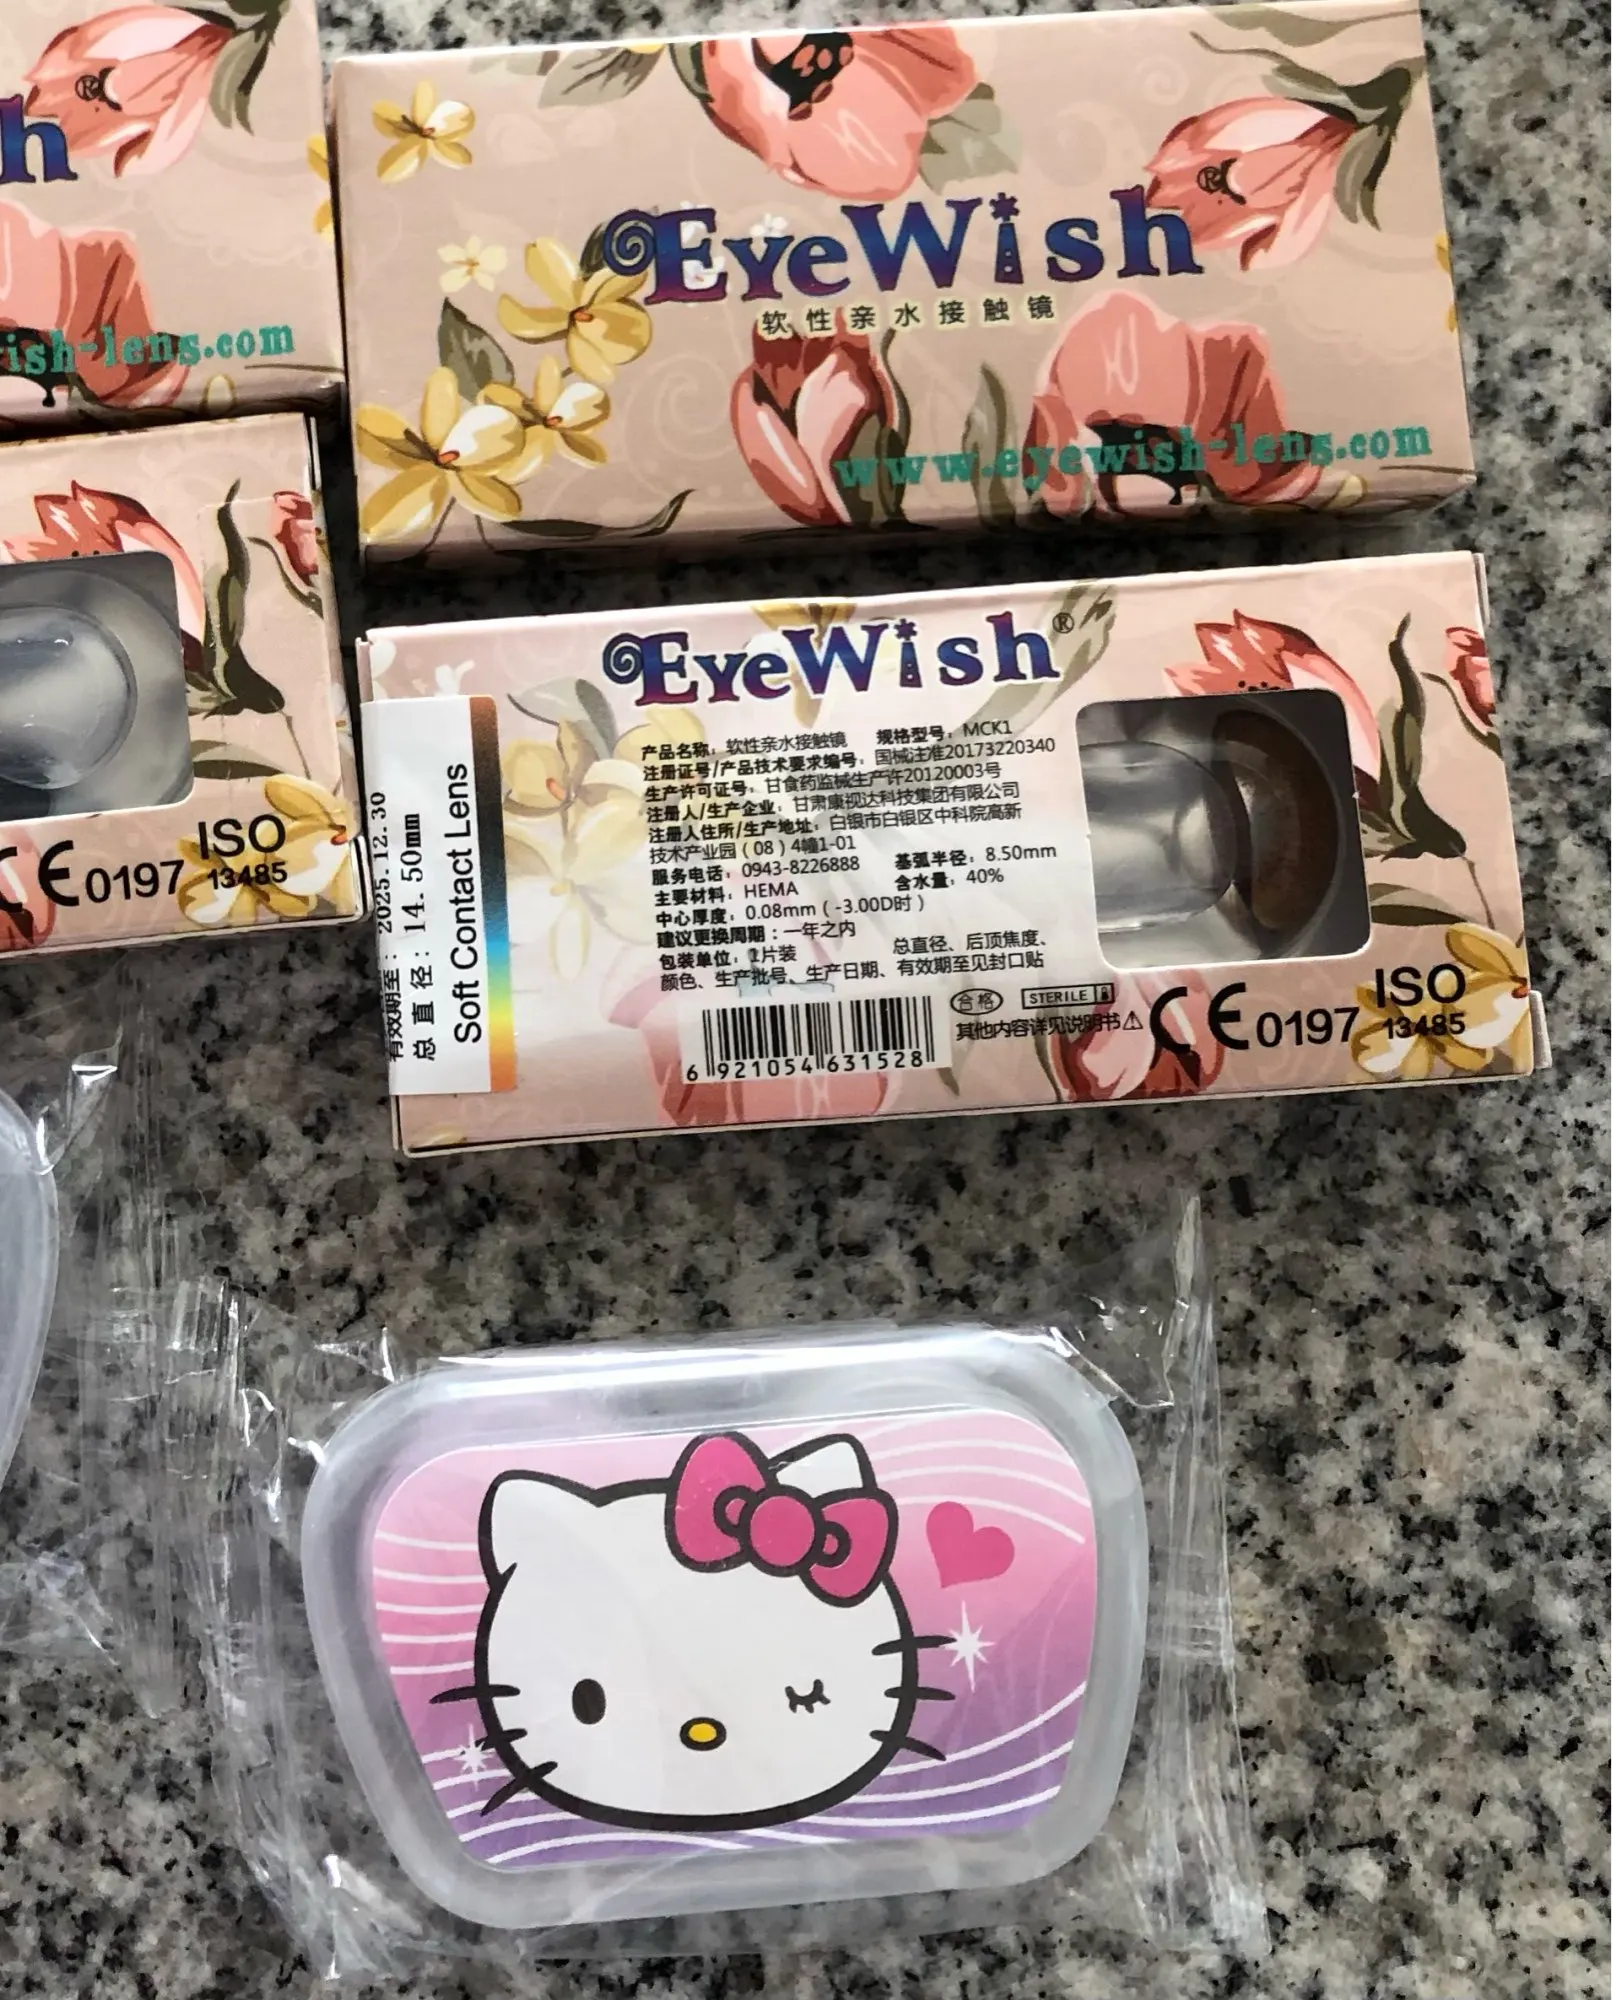 h
®
ish-lens.com
EyeWish
®
软性亲水接触镜
www.eyewish-lens.com
CE 0197
ISO
13485
EyeWish®
有效期至: 2025.12.30
总直径: 14.50mm
Soft Contact Lens
产品名称: 软性亲水接触镜 规格型号: MCK1
注册证号/产品技术要求编号: 国械注准20173220340
生产许可证号: 甘食药监械生产许20120003号
注册人/生产企业: 甘肃康视达科技集团有限公司
注册人住所/生产地址: 白银市白银区中科院高新
技术产业园(08)4幢1-01
服务电话: 0943-8226888 基弧半径: 8.50mm
主要材料: HEMA 含水量: 40%
中心厚度: 0.08mm(-3.00D时)
建议更换周期: 一年之内
包装单位: 1片装 总直径、后顶焦度、
颜色、生产批号、生产日期、有效期至见封口贴
合格 STERILE
其他内容详见说明书
6 921054 631528
CE 0197
ISO
13485